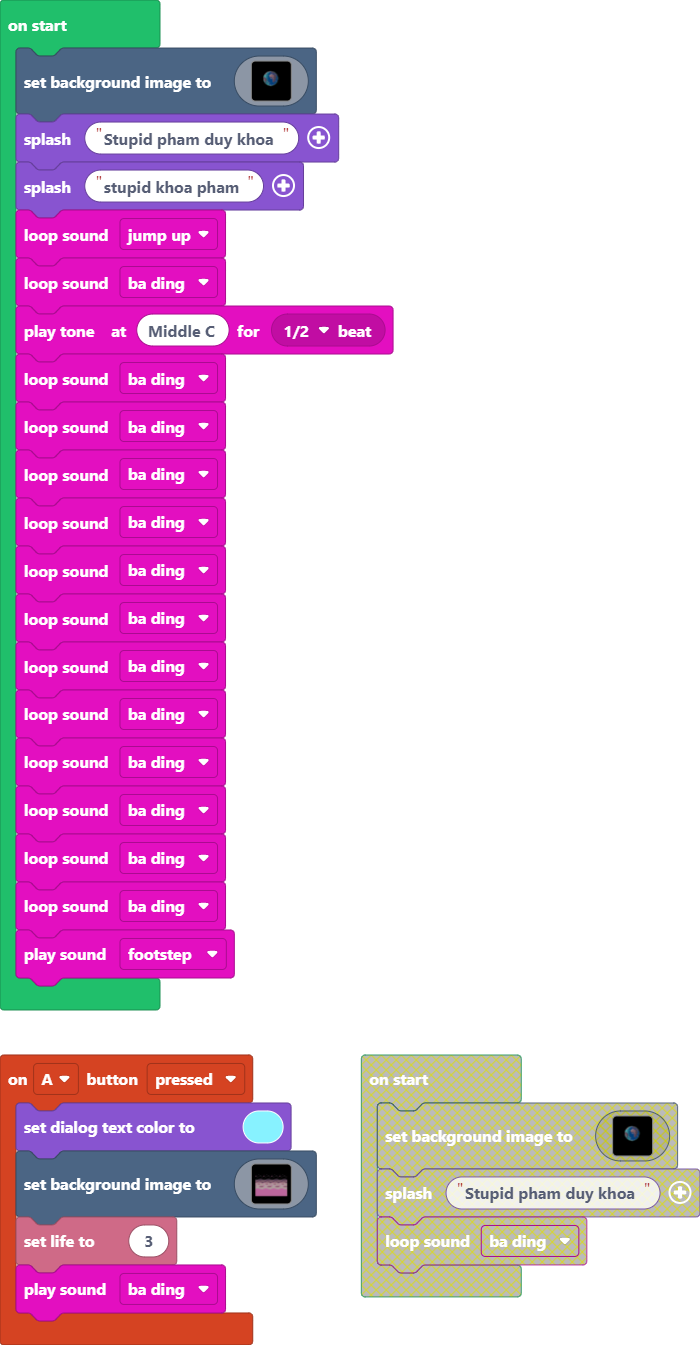 on start
set background image to
splash "Stupid pham duy khoa "
splash "stupid khoa pham "
loop sound jump up
loop sound ba ding
play tone at Middle C for 1/2 beat
loop sound ba ding
loop sound ba ding
loop sound ba ding
loop sound ba ding
loop sound ba ding
loop sound ba ding
loop sound ba ding
loop sound ba ding
loop sound ba ding
loop sound ba ding
loop sound ba ding
loop sound ba ding
play sound footstep
on A button pressed
set dialog text color to
set background image to
set life to 3
play sound ba ding
on start
set background image to
splash "Stupid pham duy khoa "
loop sound ba ding